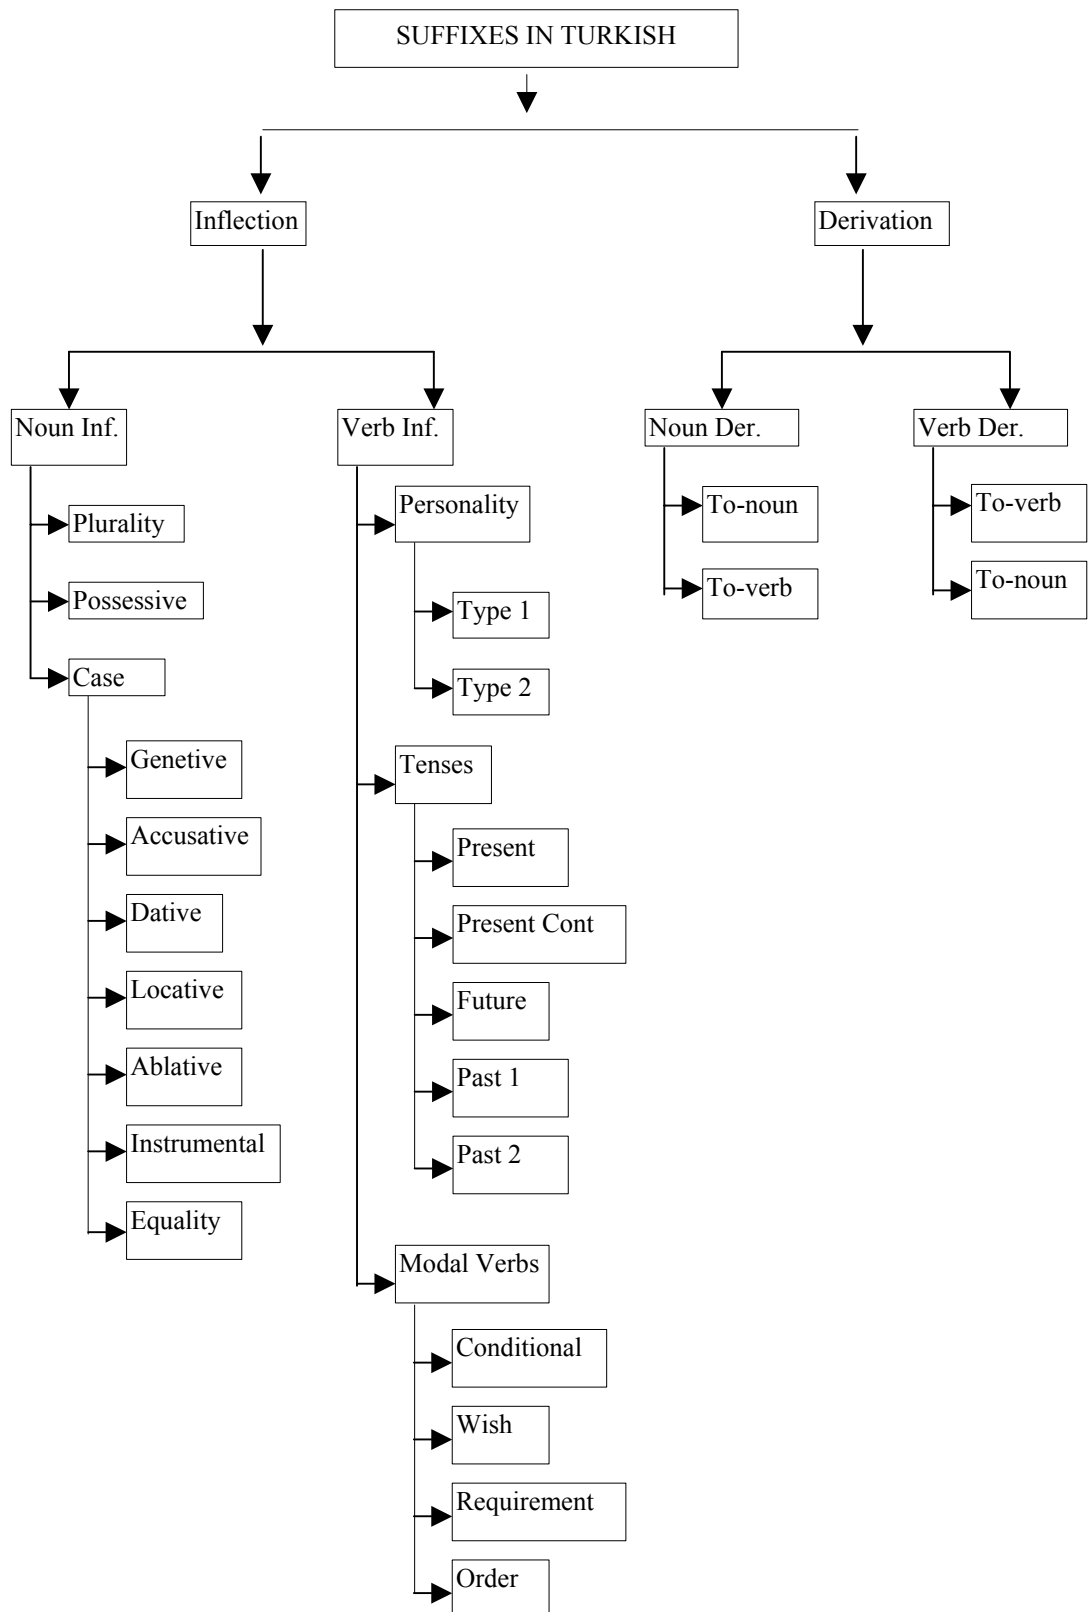 SUFFIXES IN TURKISH
Inflection
Derivation
Noun Inf.
Verb Inf.
Noun Der.
Verb Der.
Plurality
Possessive
Case
Genetive
Accusative
Dative
Locative
Ablative
Instrumental
Equality
Personality
Type 1
Type 2
Tenses
Present
Present Cont
Future
Past 1
Past 2
Modal Verbs
Conditional
Wish
Requirement
Order
To-noun
To-verb
To-verb
To-noun